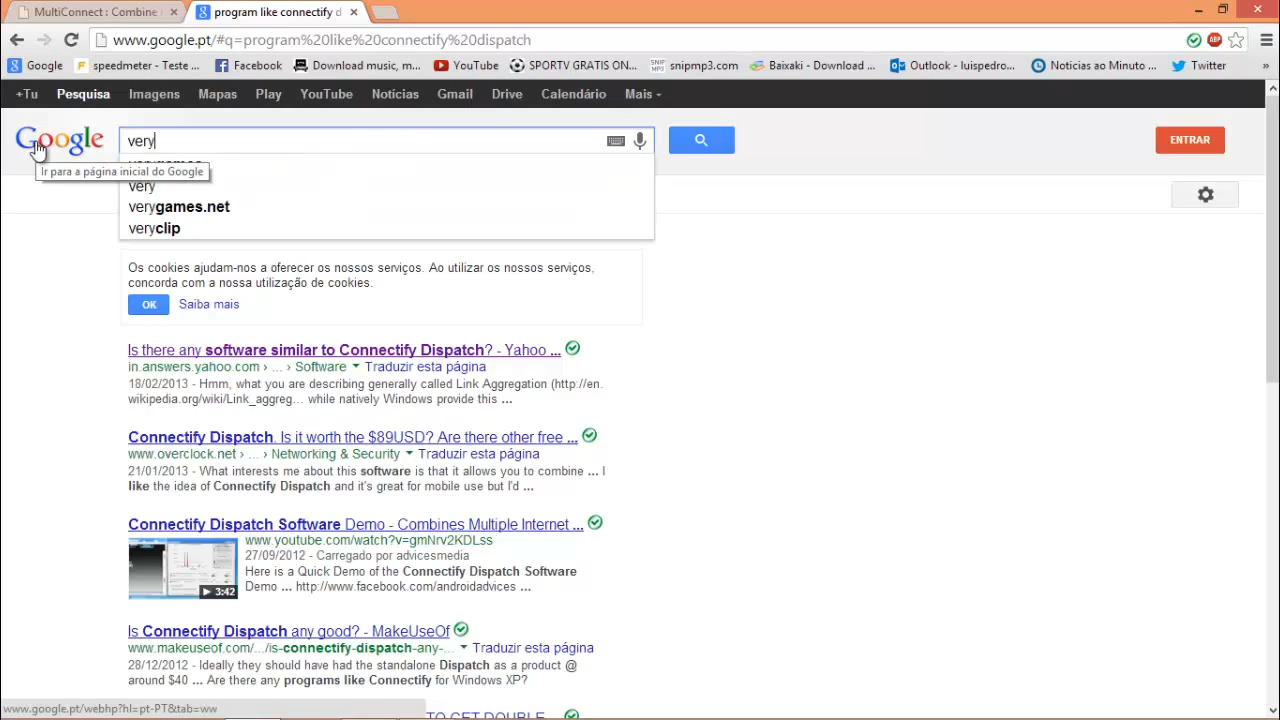 MultiConnect : Combine
program like connectify d
www.google.pt/#q=program%20like%20connectify%20dispatch
ABP
Google speedmeter - Teste ... Facebook Download music, m... YouTube SPORTV GRATIS ON... SNIP MP3 snipmp3.com Baixaki - Download ... Outlook - luispedro... Noticias ao Minuto ... Twitter »
+Tu Pesquisa Imagens Mapas Play YouTube Notícias Gmail Drive Calendário Mais
Google very ENTRAR
Ir para a página inicial do Google
very
verygames.net
veryclip
Os cookies ajudam-nos a oferecer os nossos serviços. Ao utilizar os nossos serviços,
concorda com a nossa utilização de cookies.
OK Saiba mais
Is there any software similar to Connectify Dispatch? - Yahoo ...
in.answers.yahoo.com › ... › Software Traduzir esta página
18/02/2013 - Hmm, what you are describing generally called Link Aggregation (http://en.
wikipedia.org/wiki/Link_aggreg... while natively Windows provide this ...
Connectify Dispatch. Is it worth the $89USD? Are there other free ...
www.overclock.net › ... › Networking & Security Traduzir esta página
21/01/2013 - What interests me about this software is that it allows you to combine ... I
like the idea of Connectify Dispatch and it's great for mobile use but I'd ...
Connectify Dispatch Software Demo - Combines Multiple Internet ...
www.youtube.com/watch?v=gmNrv2KDLss
27/09/2012 - Carregado por advicesmedia
Here is a Quick Demo of the Connectify Dispatch Software
Demo ... http://www.facebook.com/androidadvices ...
3:42
Is Connectify Dispatch any good? - MakeUseOf
www.makeuseof.com/.../is-connectify-dispatch-any-... Traduzir esta página
28/12/2012 - Ideally they should have had the standalone Dispatch as a product @
around $40 ... Are there any programs like Connectify for Windows XP?
www.google.pt/webhp?hl=pt-PT&tab=ww
TO GET DOUBLE